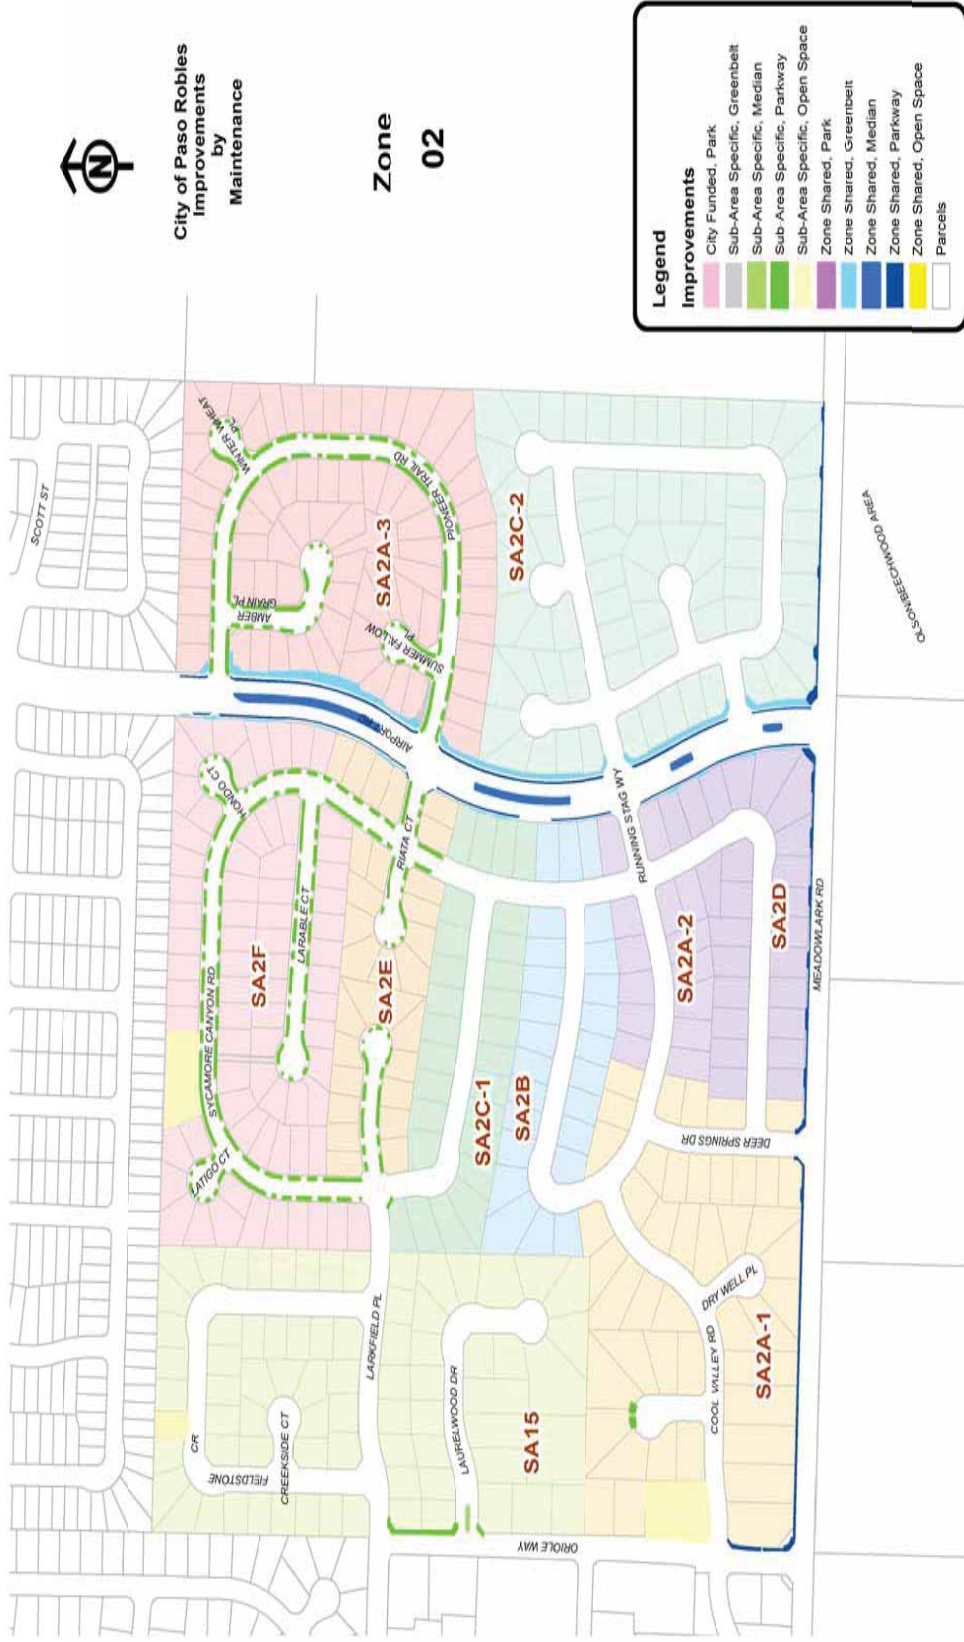 N
City of Paso Robles
Improvements
by
Maintenance
Zone
02
Legend
Improvements
City Funded, Park
Sub-Area Specific, Greenbelt
Sub-Area Specific, Median
Sub-Area Specific, Parkway
Sub-Area Specific, Open Space
Zone Shared, Park
Zone Shared, Greenbelt
Zone Shared, Median
Zone Shared, Parkway
Zone Shared, Open Space
Parcels
SCOTT ST
WINTER WHEAT
PL
PIONEER TRAIL RD
AMBER
GRAIN PL
SUMMER FALLOW
PL
SA2A-3
SA2C-2
OLSON/BEECHWOOD AREA
AIRPORT RD
HONDO CT
RIATA CT
RUNNING STAG WY
LARABLE CT
SYCAMORE CANYON RD
SA2F
SA2E
SA2A-2
SA2D
MEADOWLARK RD
SA2C-1
SA2B
LATIGO CT
DEER SPRINGS DR
DRY WELL PL
COOL VALLEY RD
SA2A-1
LARKFIELD PL
LAURELWOOD DR
SA15
CR
FIELDSTONE
CREEKSIDE CT
ORIOLE WAY